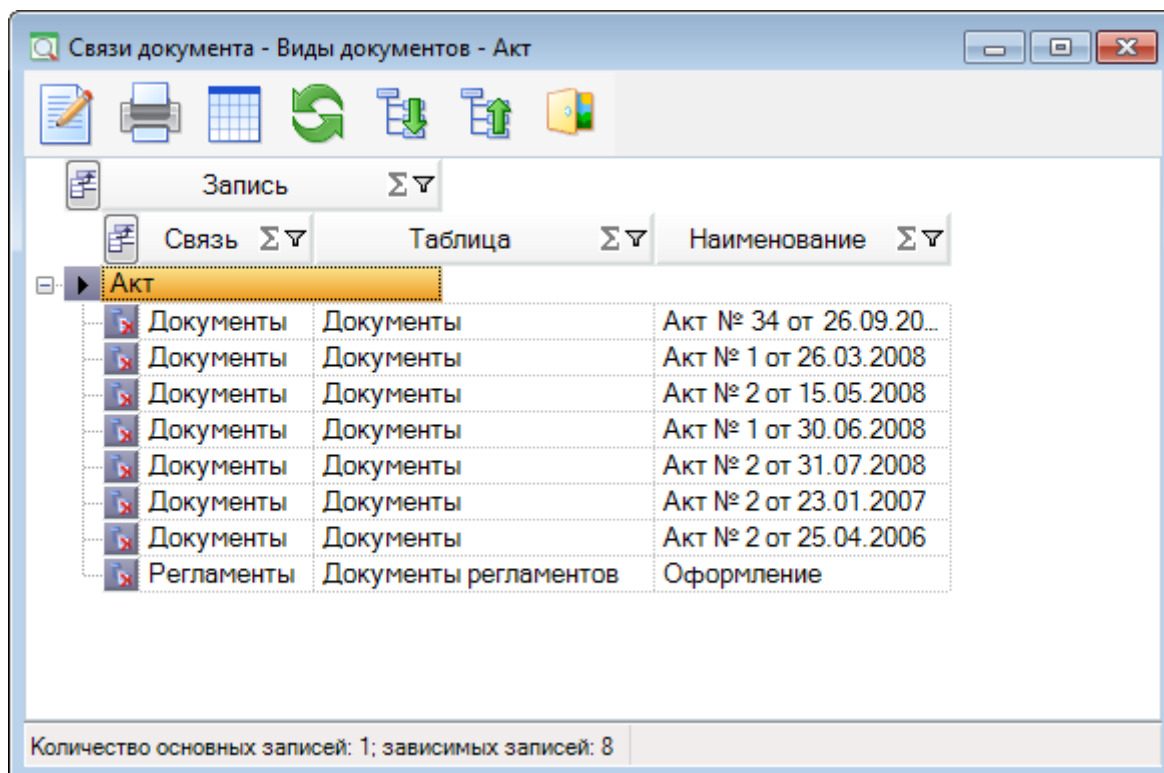 Связи документа - Виды документов - Акт
Запись
Связь Таблица Наименование
Акт
Документы Документы Акт № 34 от 26.09.20...
Документы Документы Акт № 1 от 26.03.2008
Документы Документы Акт № 2 от 15.05.2008
Документы Документы Акт № 1 от 30.06.2008
Документы Документы Акт № 2 от 31.07.2008
Документы Документы Акт № 2 от 23.01.2007
Документы Документы Акт № 2 от 25.04.2006
Регламенты Документы регламентов Оформление
Количество основных записей: 1; зависимых записей: 8